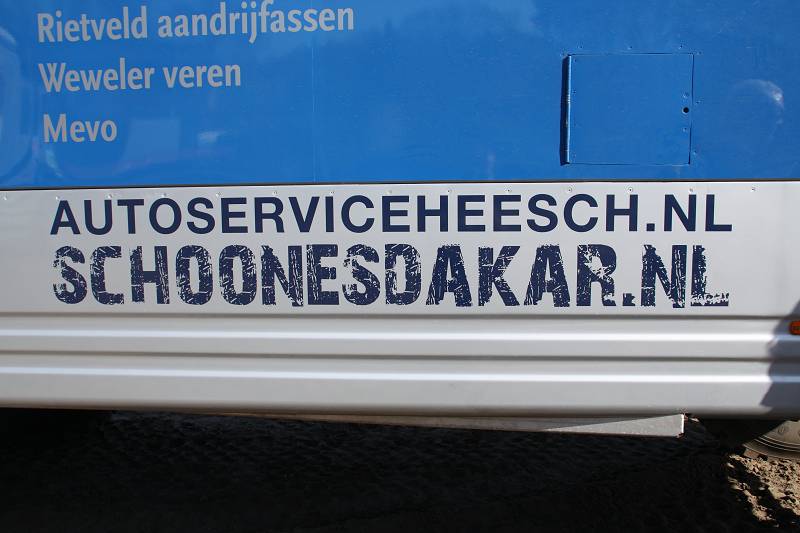 Rietveld aandrijfassen
Weweler veren
Mevo
AUTOSERVICEHEESCH.NL
SCHOONESDAKAR.NL